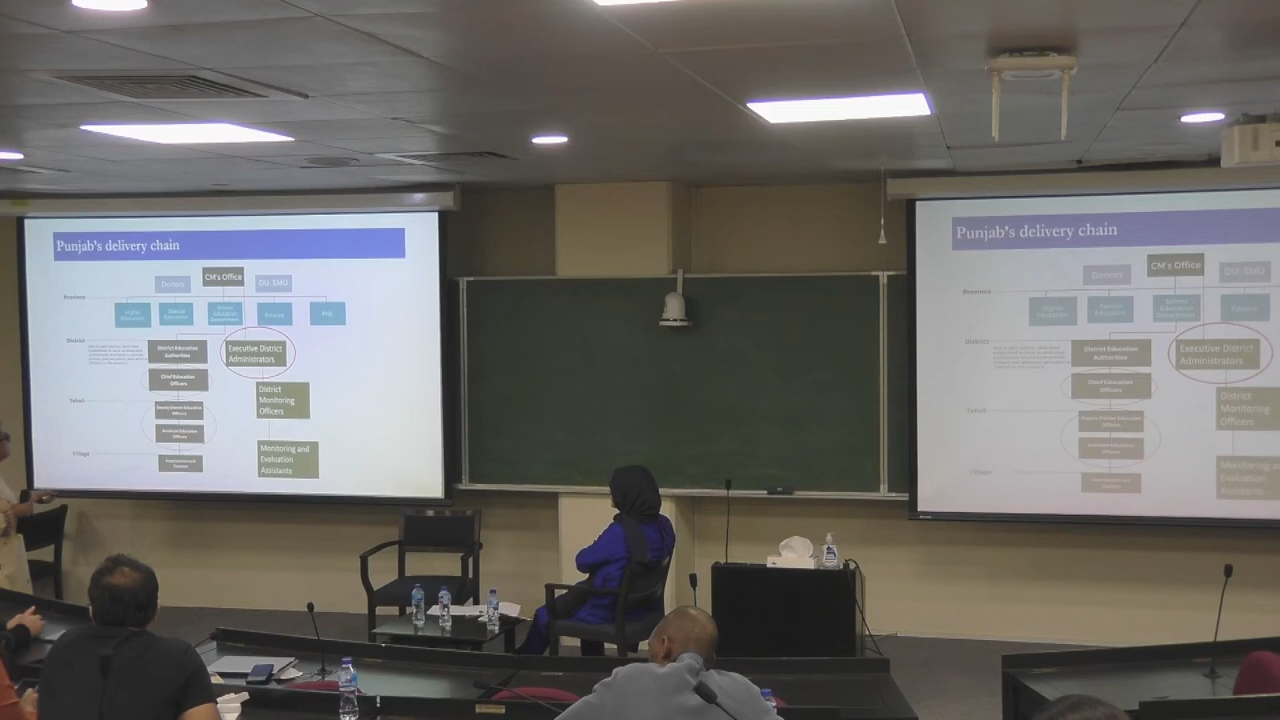 Punjab's delivery chain
CM's Office
Donors
DU, SMU
Province
Higher
Education
Special
Education
School
Education
Department
Finance
P&D
District
District Education
Authorities
Executive District
Administrators
Chief Education
Officers
District
Monitoring
Officers
Tehsil
Deputy District Education
Officers
Assistant Education
Officers
Monitoring and
Evaluation
Assistants
Village
Punjab's delivery chain
CM's Office
Donors
DU, SMU
Province
Higher
Education
Special
Education
School
Education
Department
Finance
District
District Education
Authorities
Executive District
Administrators
Chief Education
Officers
District
Monitoring
Officers
Tehsil
Deputy District Education
Officers
Assistant Education
Officers
Monitoring a
Evaluation
Assistants
Village